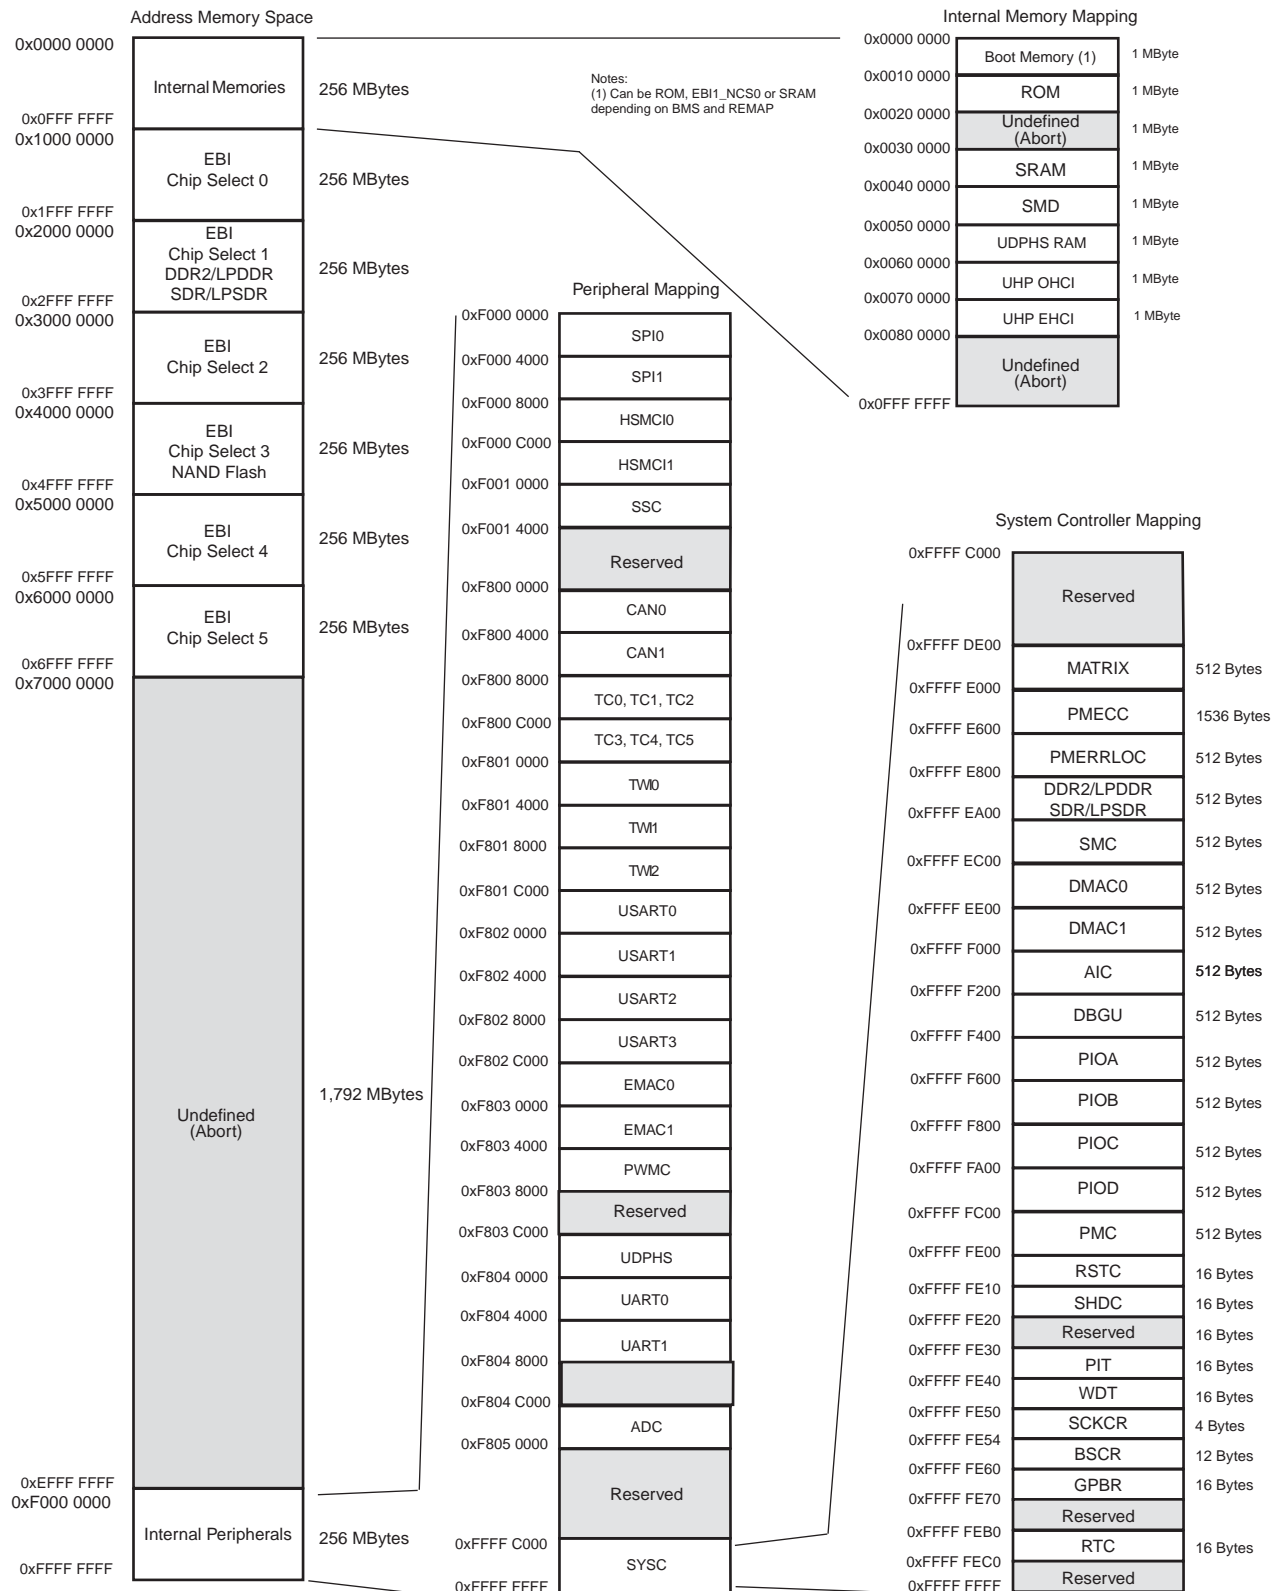 Address Memory Space
0x0000 0000
Internal Memories
256 MBytes
0x0FFF FFFF
0x1000 0000
EBI
Chip Select 0
256 MBytes
0x1FFF FFFF
0x2000 0000
EBI
Chip Select 1
DDR2/LPDDR
SDR/LPSDR
256 MBytes
0x2FFF FFFF
0x3000 0000
EBI
Chip Select 2
256 MBytes
0x3FFF FFFF
0x4000 0000
EBI
Chip Select 3
NAND Flash
256 MBytes
0x4FFF FFFF
0x5000 0000
EBI
Chip Select 4
256 MBytes
0x5FFF FFFF
0x6000 0000
EBI
Chip Select 5
256 MBytes
0x6FFF FFFF
0x7000 0000
Undefined
(Abort)
1,792 MBytes
0xEFFF FFFF
0xF000 0000
Internal Peripherals
256 MBytes
0xFFFF FFFF
Notes:
(1) Can be ROM, EBI1_NCS0 or SRAM
depending on BMS and REMAP
Peripheral Mapping
0xF000 0000
SPI0
0xF000 4000
SPI1
0xF000 8000
HSMCI0
0xF000 C000
HSMCI1
0xF001 0000
SSC
0xF001 4000
Reserved
0xF800 0000
CAN0
0xF800 4000
CAN1
0xF800 8000
TC0, TC1, TC2
0xF800 C000
TC3, TC4, TC5
0xF801 0000
TWI0
0xF801 4000
TWI1
0xF801 8000
TWI2
0xF801 C000
USART0
0xF802 0000
USART1
0xF802 4000
USART2
0xF802 8000
USART3
0xF802 C000
EMAC0
0xF803 0000
EMAC1
0xF803 4000
PWMC
0xF803 8000
Reserved
0xF803 C000
UDPHS
0xF804 0000
UART0
0xF804 4000
UART1
0xF804 8000
0xF804 C000
ADC
0xF805 0000
Reserved
0xFFFF C000
SYSC
0xFFFF FFFF
Internal Memory Mapping
0x0000 0000
Boot Memory (1)
1 MByte
0x0010 0000
ROM
1 MByte
0x0020 0000
Undefined
(Abort)
1 MByte
0x0030 0000
SRAM
1 MByte
0x0040 0000
SMD
1 MByte
0x0050 0000
UDPHS RAM
1 MByte
0x0060 0000
UHP OHCI
1 MByte
0x0070 0000
UHP EHCI
1 MByte
0x0080 0000
Undefined
(Abort)
0x0FFF FFFF
System Controller Mapping
0xFFFF C000
Reserved
0xFFFF DE00
MATRIX
512 Bytes
0xFFFF E000
PMECC
1536 Bytes
0xFFFF E600
PMERRLOC
512 Bytes
0xFFFF E800
DDR2/LPDDR
SDR/LPSDR
512 Bytes
0xFFFF EA00
SMC
512 Bytes
0xFFFF EC00
DMAC0
512 Bytes
0xFFFF EE00
DMAC1
512 Bytes
0xFFFF F000
AIC
512 Bytes
0xFFFF F200
DBGU
512 Bytes
0xFFFF F400
PIOA
512 Bytes
0xFFFF F600
PIOB
512 Bytes
0xFFFF F800
PIOC
512 Bytes
0xFFFF FA00
PIOD
512 Bytes
0xFFFF FC00
PMC
512 Bytes
0xFFFF FE00
RSTC
16 Bytes
0xFFFF FE10
SHDC
16 Bytes
0xFFFF FE20
Reserved
16 Bytes
0xFFFF FE30
PIT
16 Bytes
0xFFFF FE40
WDT
16 Bytes
0xFFFF FE50
SCKCR
4 Bytes
0xFFFF FE54
BSCR
12 Bytes
0xFFFF FE60
GPBR
16 Bytes
0xFFFF FE70
Reserved
0xFFFF FEB0
RTC
16 Bytes
0xFFFF FEC0
Reserved
0xFFFF FFFF